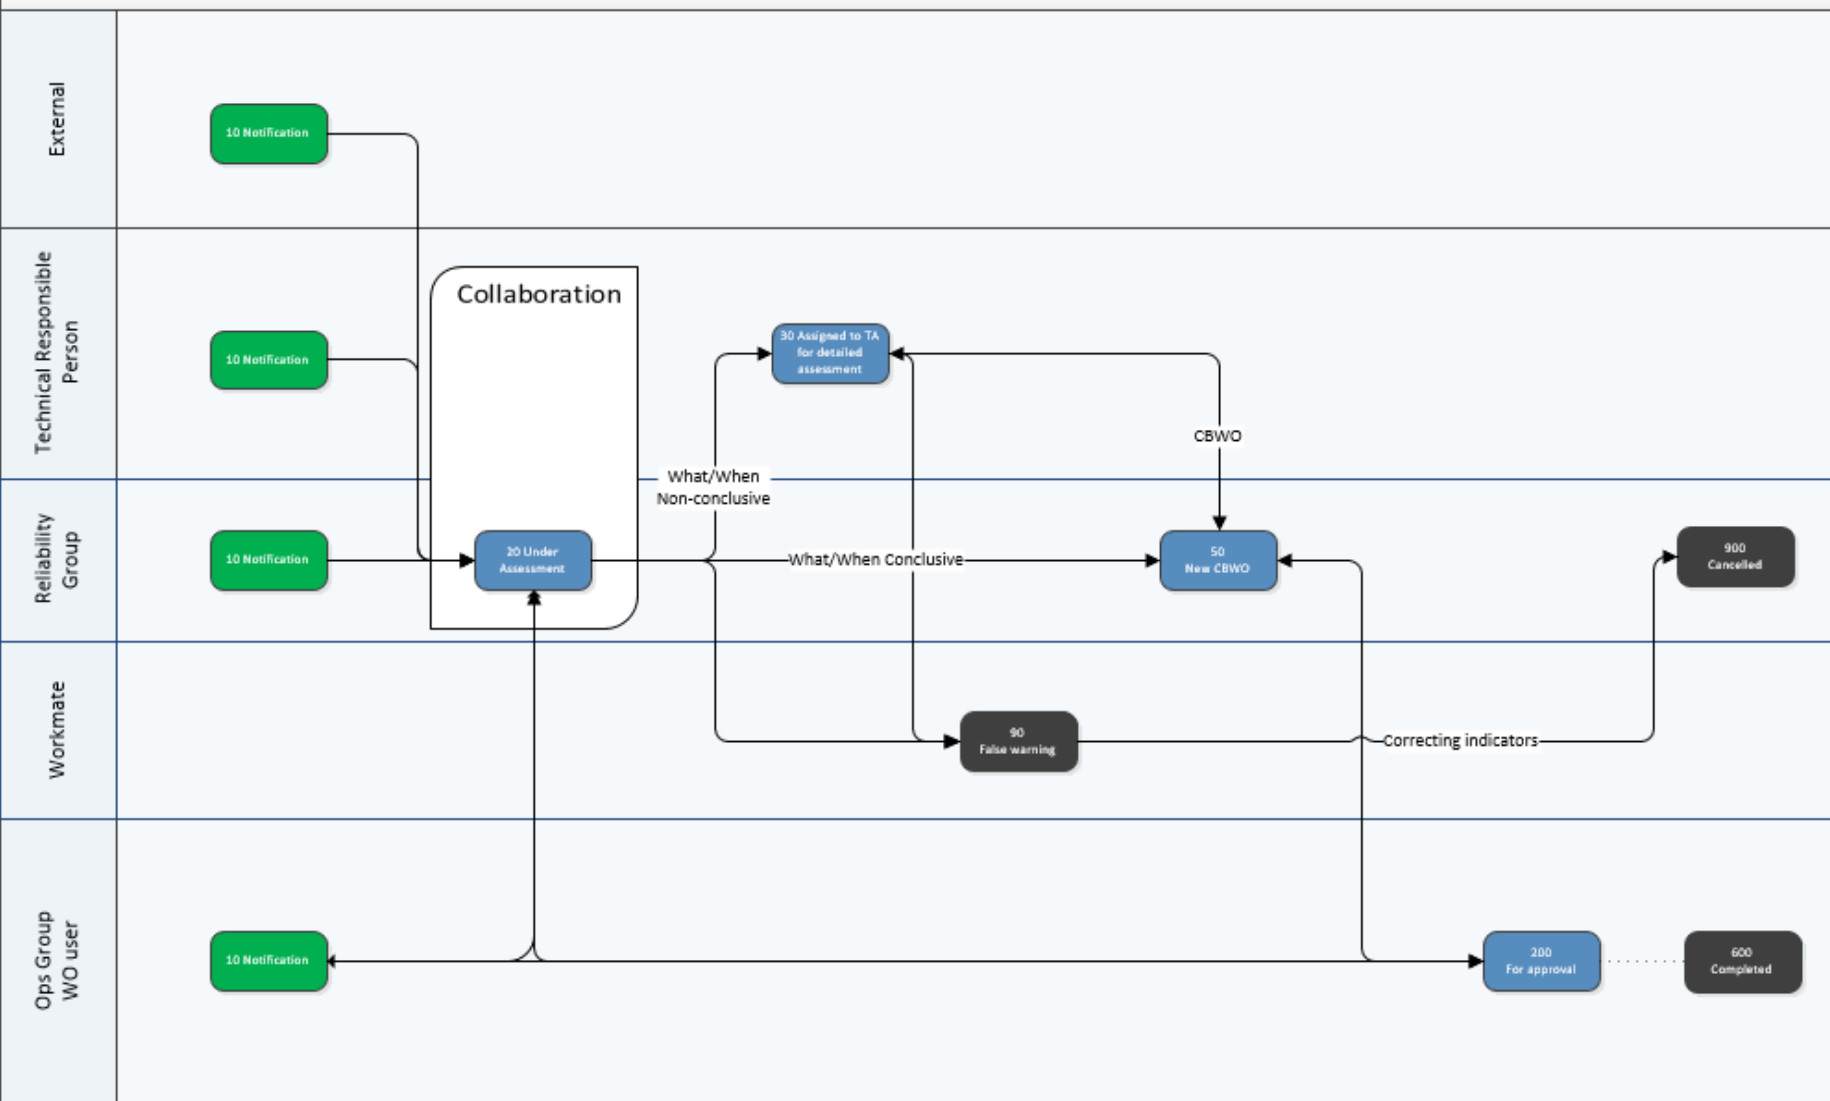 External
10 Notification
Technical Responsible
Person
10 Notification
Collaboration
30 Assigned to TA
for detailed
assessment
CBWO
What/When
Non-conclusive
Reliability
Group
10 Notification
20 Under
Assessment
What/When Conclusive
50
New CBWO
900
Cancelled
Workmate
90
False warning
Correcting indicators
Ops Group
WO user
10 Notification
200
For approval
600
Completed